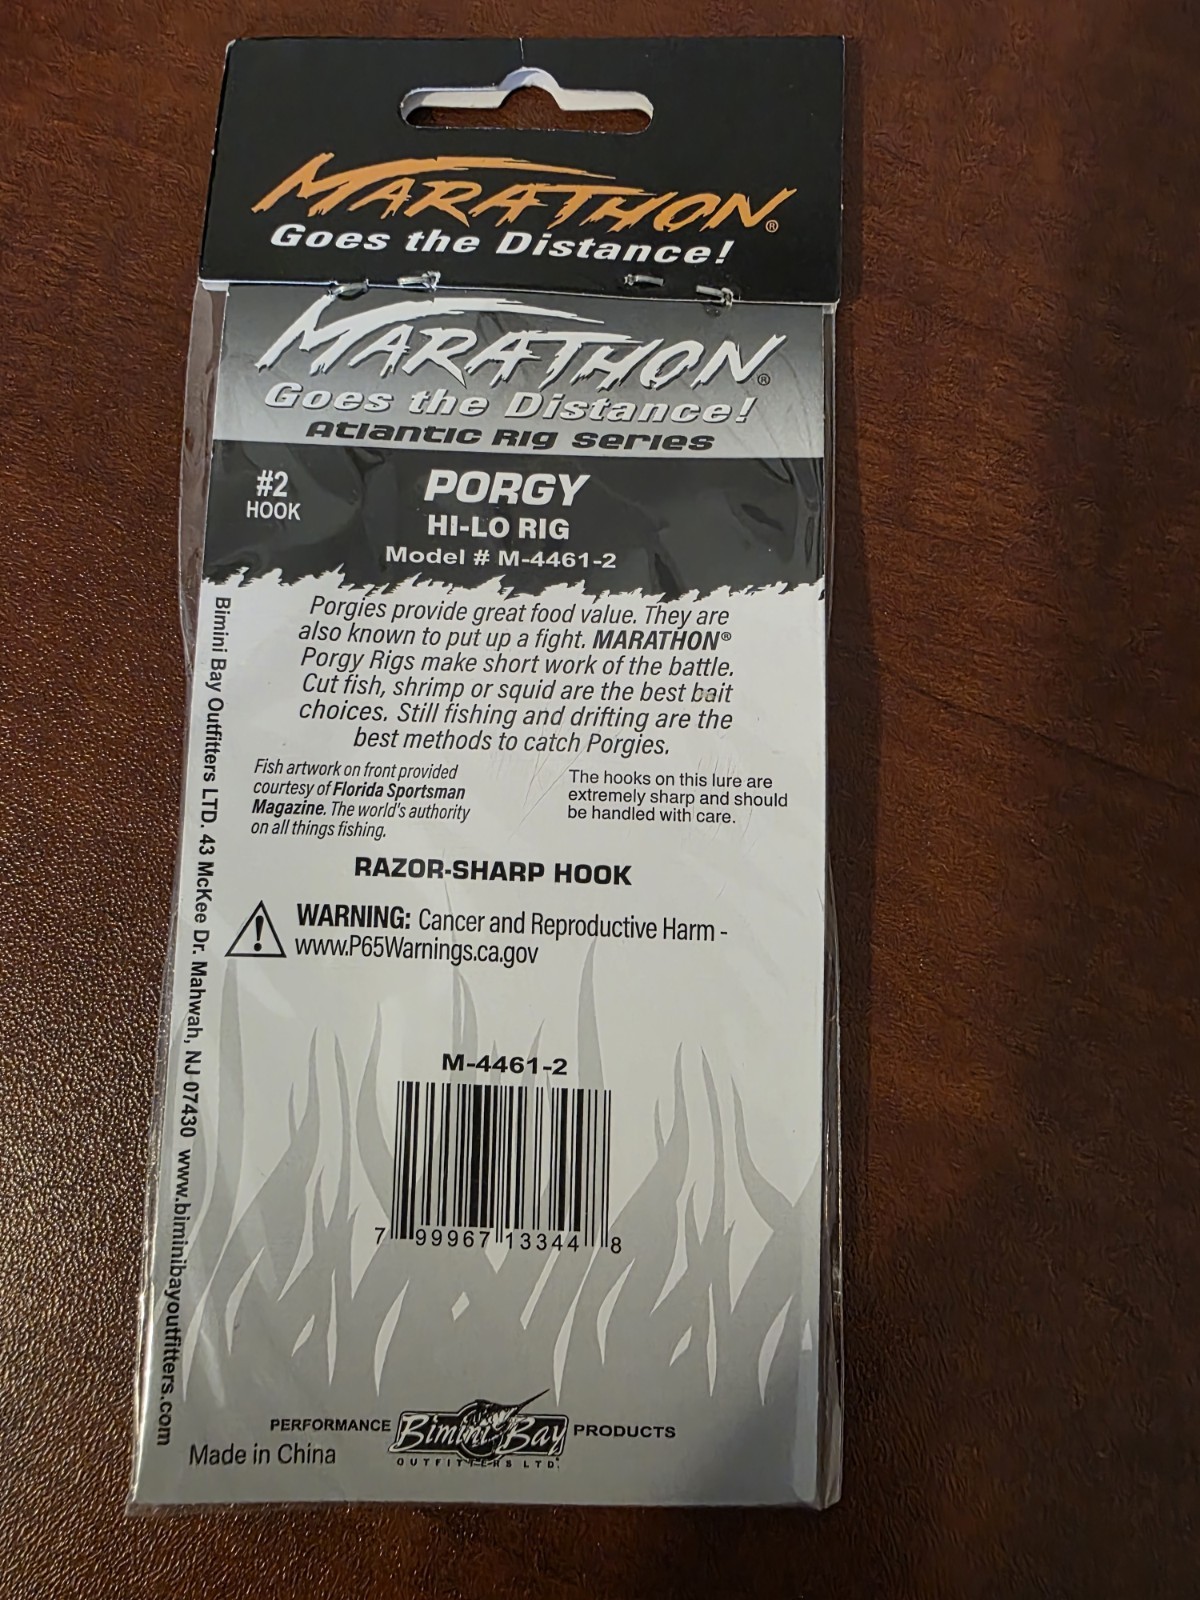 MARATHON®
Goes the Distance!
MARATHON®
Goes the Distance!
Atlantic Rig Series
#2
HOOK
PORGY
HI-LO RIG
Model # M-4461-2
Porgies provide great food value. They are
also known to put up a fight. MARATHON®
Porgy Rigs make short work of the battle.
Cut fish, shrimp or squid are the best bait
choices. Still fishing and drifting are the
best methods to catch Porgies.
Fish artwork on front provided
courtesy of Florida Sportsman
Magazine. The world's authority
on all things fishing.
The hooks on this lure are
extremely sharp and should
be handled with care.
RAZOR-SHARP HOOK
WARNING: Cancer and Reproductive Harm -
www.P65Warnings.ca.gov
Bimini Bay Outfitters LTD. 43 McKee Dr. Mahwah, NJ 07430 www.biminibayoutfitters.com
M-4461-2
7 99967 13344 8
PERFORMANCE Bimini Bay PRODUCTS
OUTFITTERS LTD.
Made in China